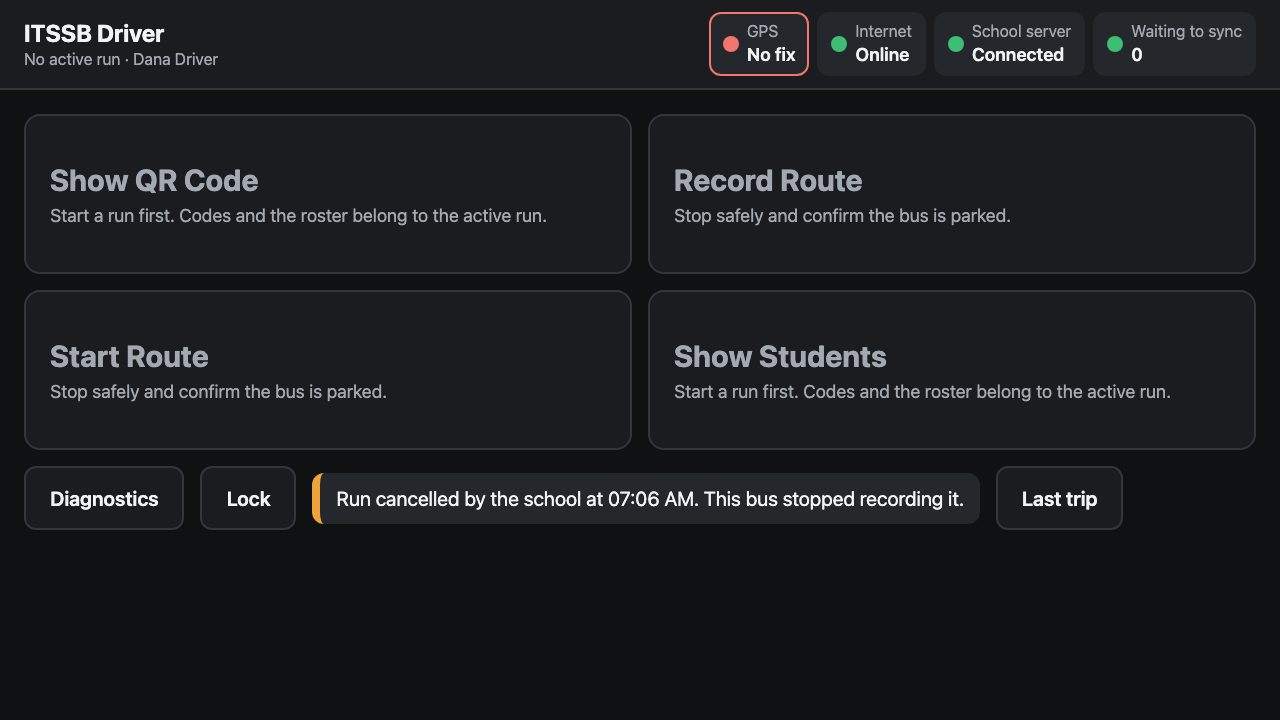 ITSSB Driver
No active run · Dana Driver
GPS
No fix
Internet
Online
School server
Connected
Waiting to sync
0
Show QR Code
Start a run first. Codes and the roster belong to the active run.
Record Route
Stop safely and confirm the bus is parked.
Start Route
Stop safely and confirm the bus is parked.
Show Students
Start a run first. Codes and the roster belong to the active run.
Diagnostics
Lock
Run cancelled by the school at 07:06 AM. This bus stopped recording it.
Last trip